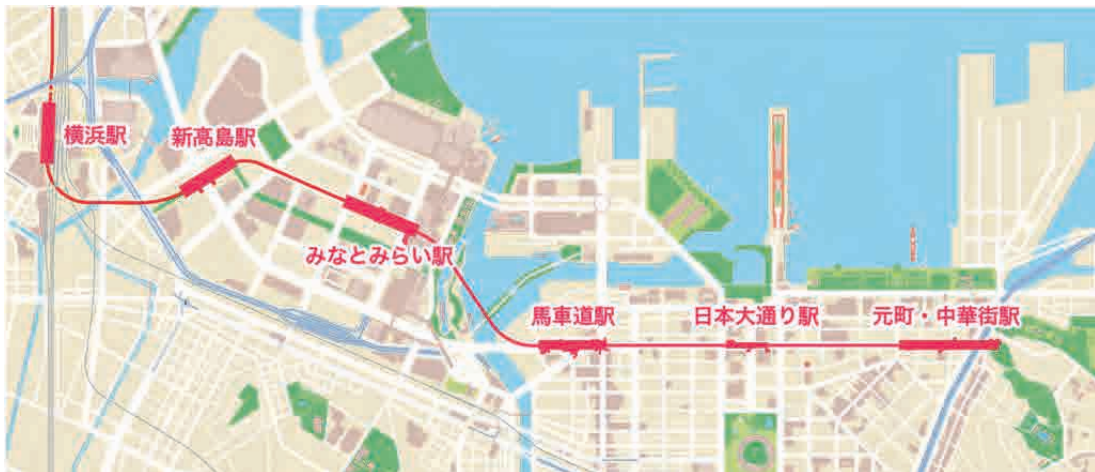 横浜駅
新高島駅
みなとみらい駅
馬車道駅
日本大通り駅
元町・中華街駅